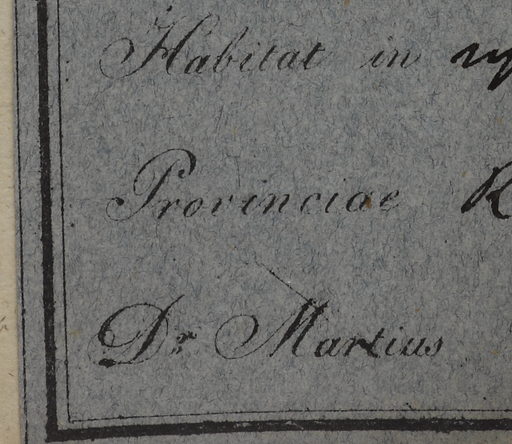 Habitat in
Provinciae
Dr. Martius